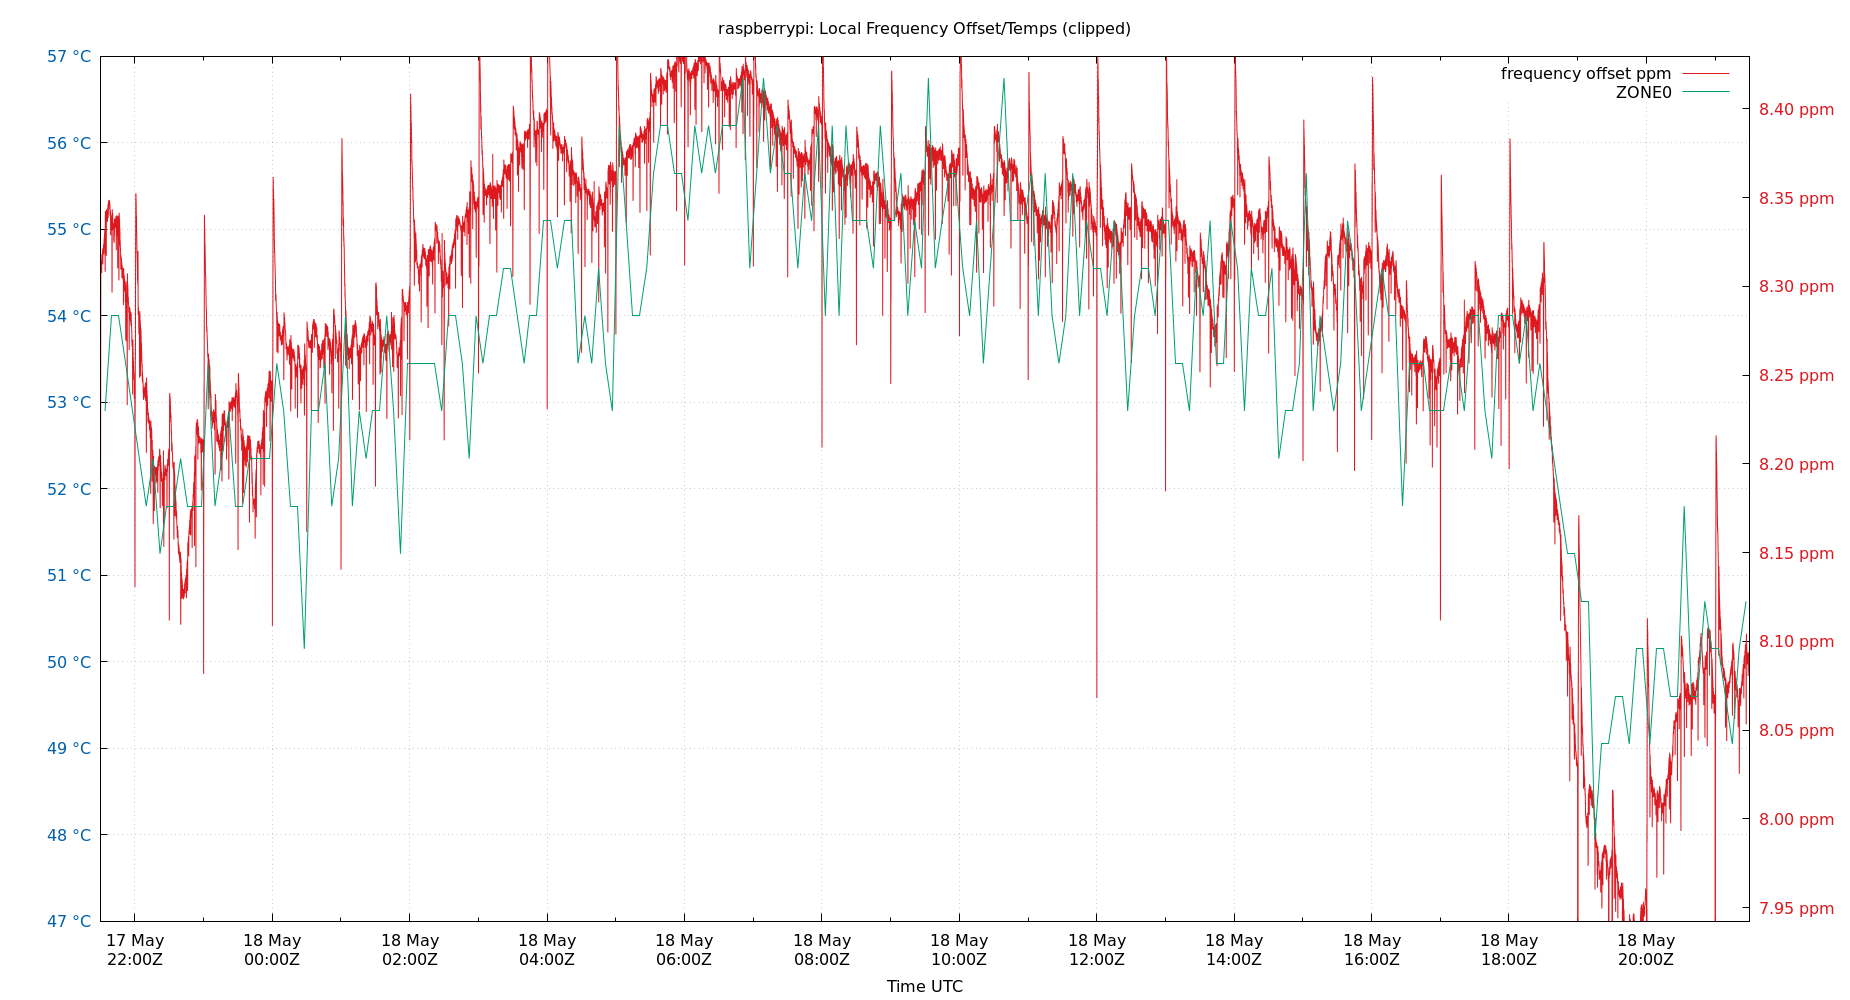 raspberrypi: Local Frequency Offset/Temps (clipped)
frequency offset ppm
ZONE0
57 °C
56 °C
55 °C
54 °C
53 °C
52 °C
51 °C
50 °C
49 °C
48 °C
47 °C
8.40 ppm
8.35 ppm
8.30 ppm
8.25 ppm
8.20 ppm
8.15 ppm
8.10 ppm
8.05 ppm
8.00 ppm
7.95 ppm
17 May 18 May 18 May 18 May 18 May 18 May 18 May 18 May 18 May 18 May 18 May 18 May
22:00Z 00:00Z 02:00Z 04:00Z 06:00Z 08:00Z 10:00Z 12:00Z 14:00Z 16:00Z 18:00Z 20:00Z
Time UTC